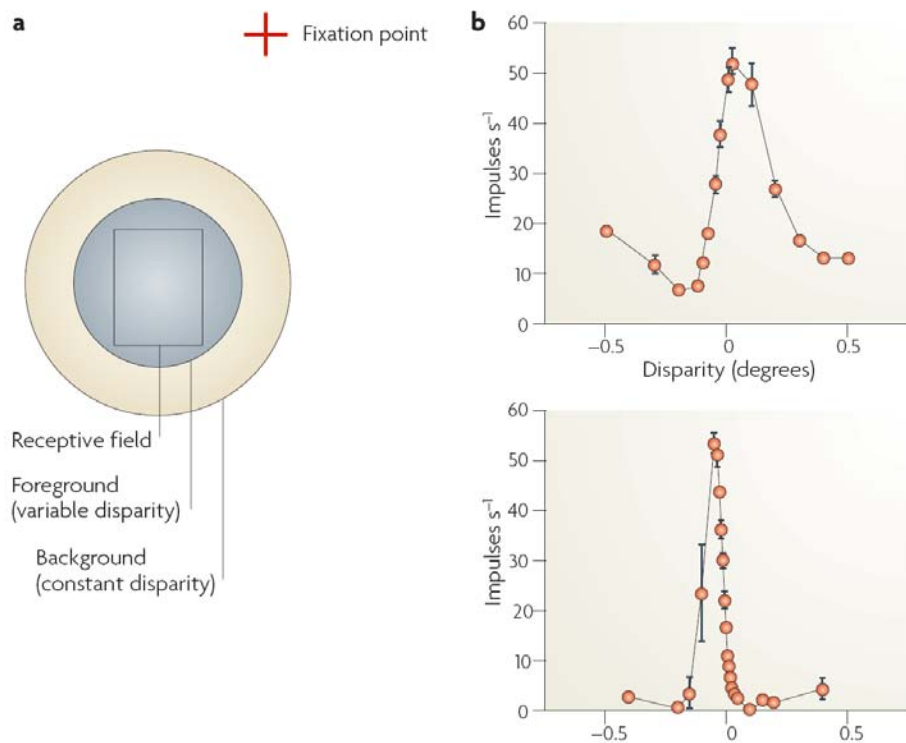 a
Fixation point
Receptive field
Foreground
(variable disparity)
Background
(constant disparity)
b
60
50
40
30
20
10
0
Impulses s⁻¹
−0.5
0
0.5
Disparity (degrees)
60
50
40
30
20
10
0
Impulses s⁻¹
−0.5
0
0.5